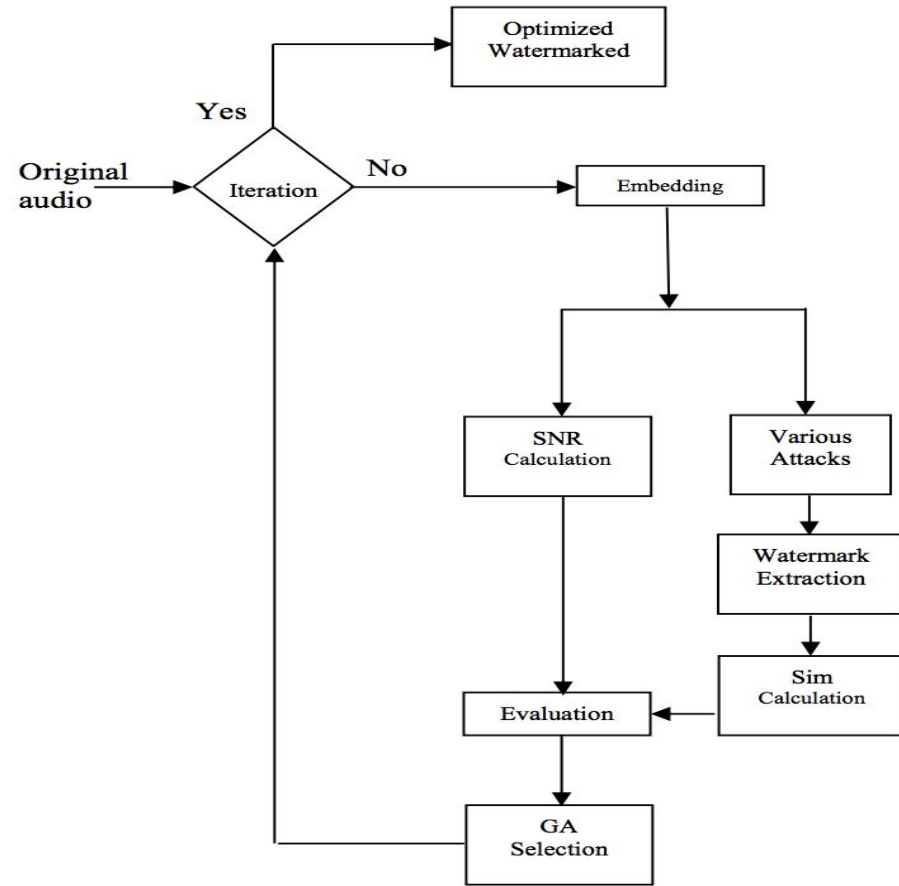 Optimized
Watermarked
Yes
Original
audio
Iteration
No
Embedding
SNR
Calculation
Various
Attacks
Watermark
Extraction
Sim
Calculation
Evaluation
GA
Selection